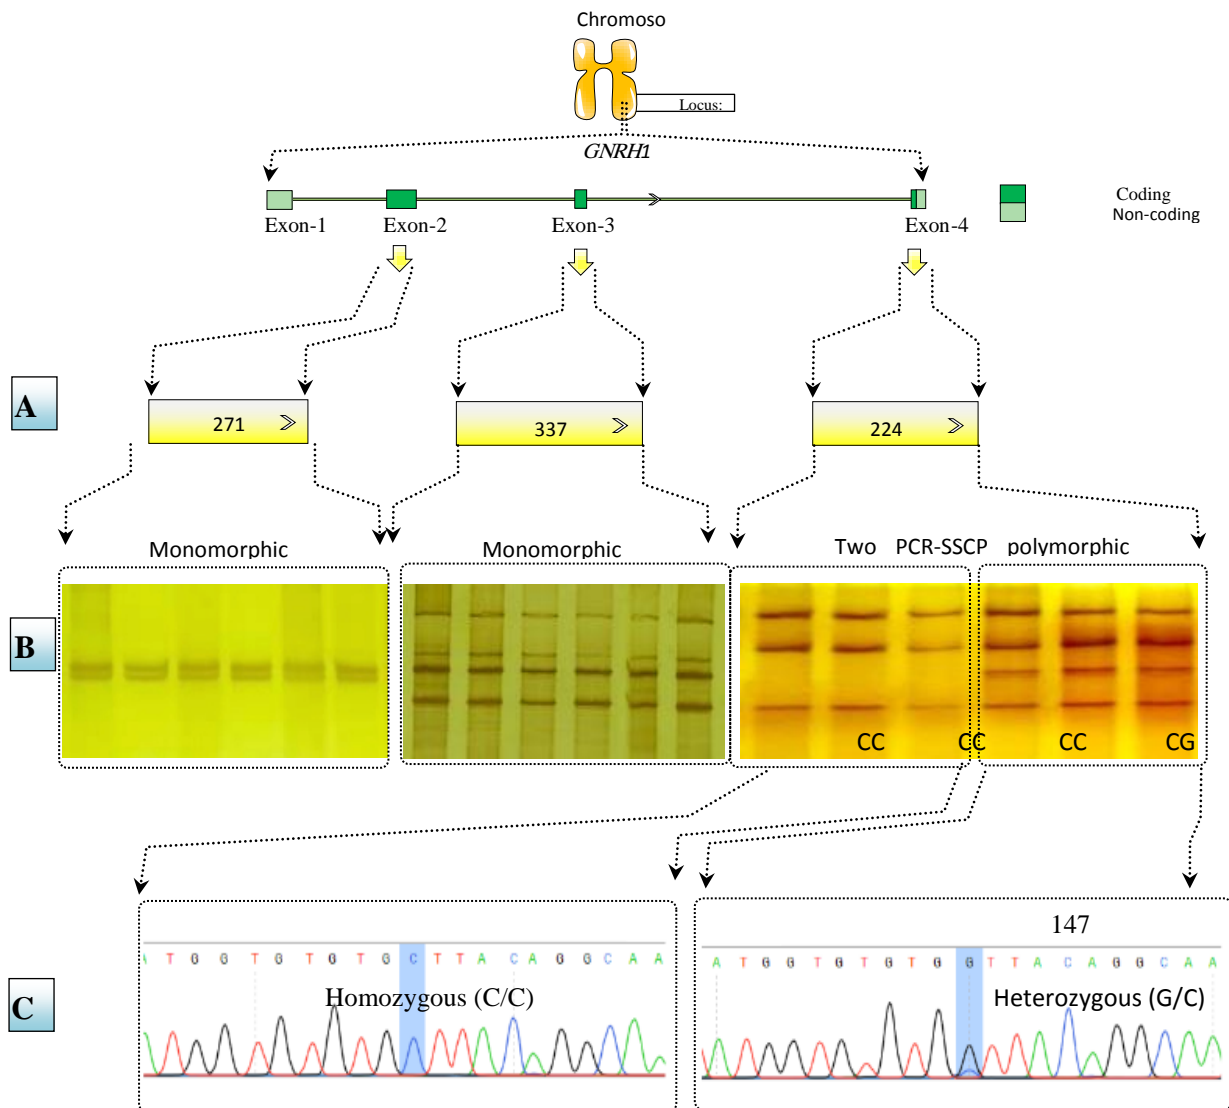 Chromoso
Locus:
GNRH1
Exon-1 Exon-2 Exon-3 Exon-4
Coding
Non-coding
A
271 337 224
Monomorphic Monomorphic Two PCR-SSCP polymorphic
B
CC CC CC CG
147
A T G G T G T G T G C T T A C A G G C A A
A T G G T G T G T G G T T A C A G G C A A
C
Homozygous (C/C) Heterozygous (G/C)